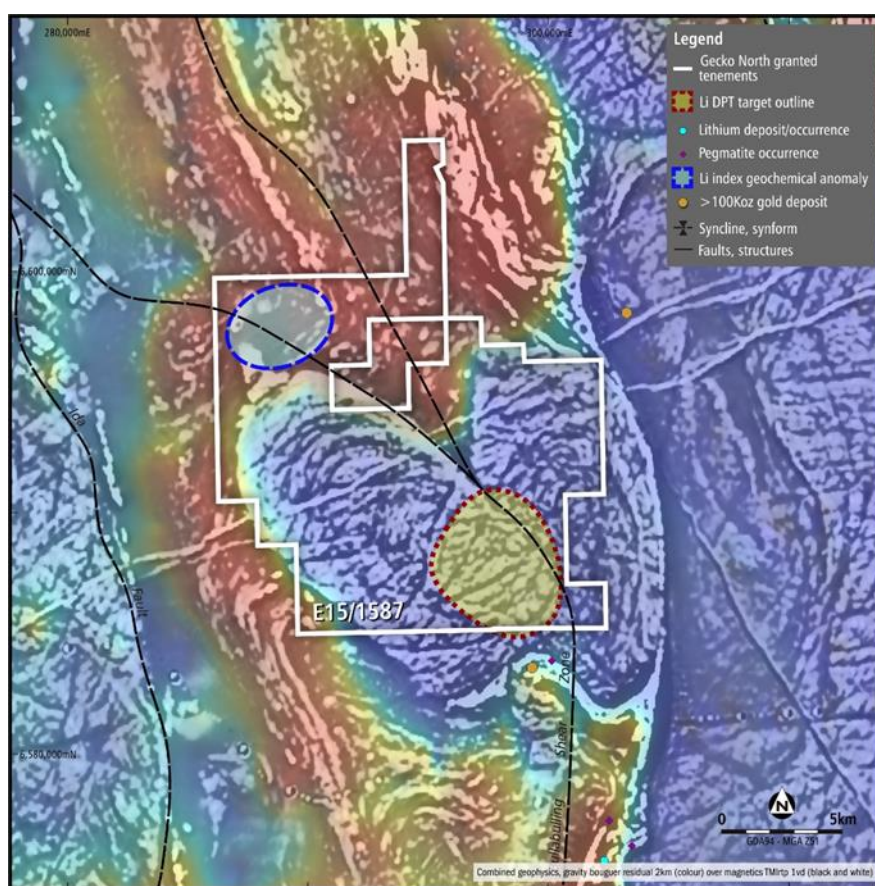 280,000mE
300,000mE
Legend
Gecko North granted
tenements
Li DPT target outline
Lithium deposit/occurrence
Pegmatite occurrence
Li index geochemical anomaly
>100Koz gold deposit
Syncline, synform
Faults, structures
6,600,000mN
Ida
Fault
E15/1587
Zone
Shear
6,580,000mN
N
0
5km
GDA94 - MGA Z51
Combined geophysics, gravity bouguer residual 2km (colour) over magnetics TMIrtp 1vd (black and white)